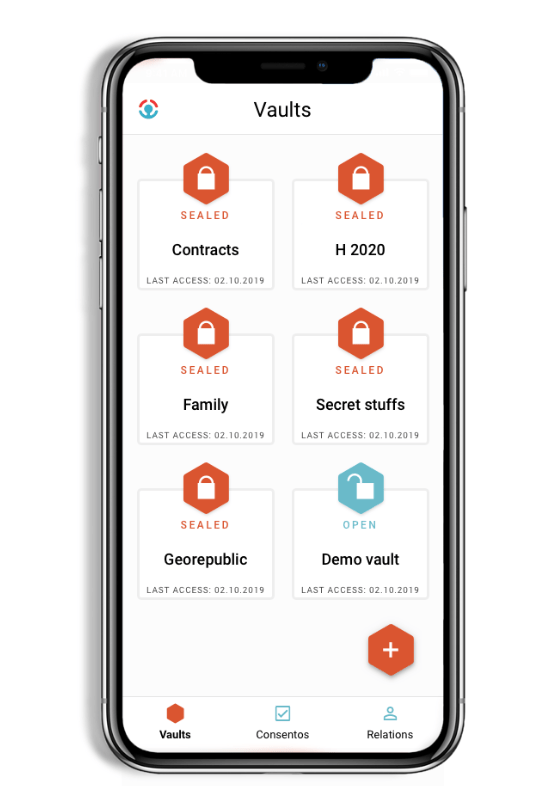 Vaults
SEALED
Contracts
LAST ACCESS: 02.10.2019
SEALED
H 2020
LAST ACCESS: 02.10.2019
SEALED
Family
LAST ACCESS: 02.10.2019
SEALED
Secret stuffs
LAST ACCESS: 02.10.2019
SEALED
Georepublic
LAST ACCESS: 02.10.2019
OPEN
Demo vault
LAST ACCESS: 02.10.2019
Vaults
Consentos
Relations